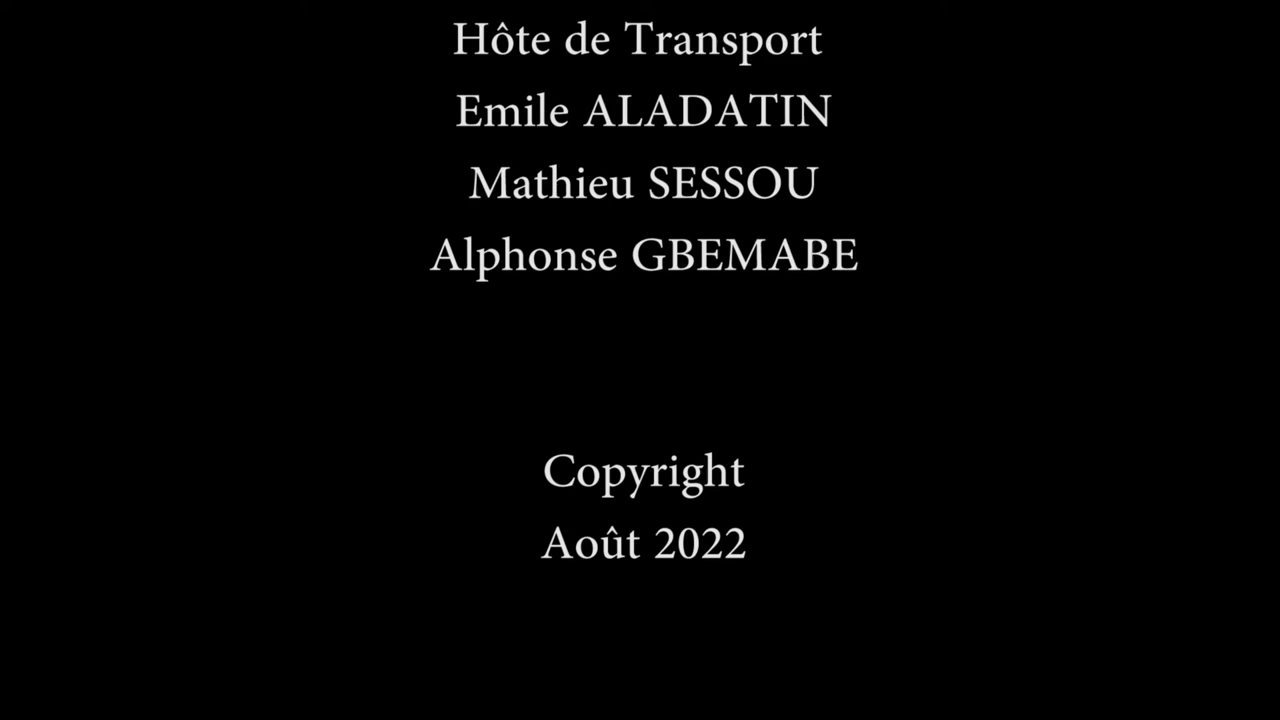 Hôte de Transport
Emile ALADATIN
Mathieu SESSOU
Alphonse GBEMABE
Copyright
Août 2022